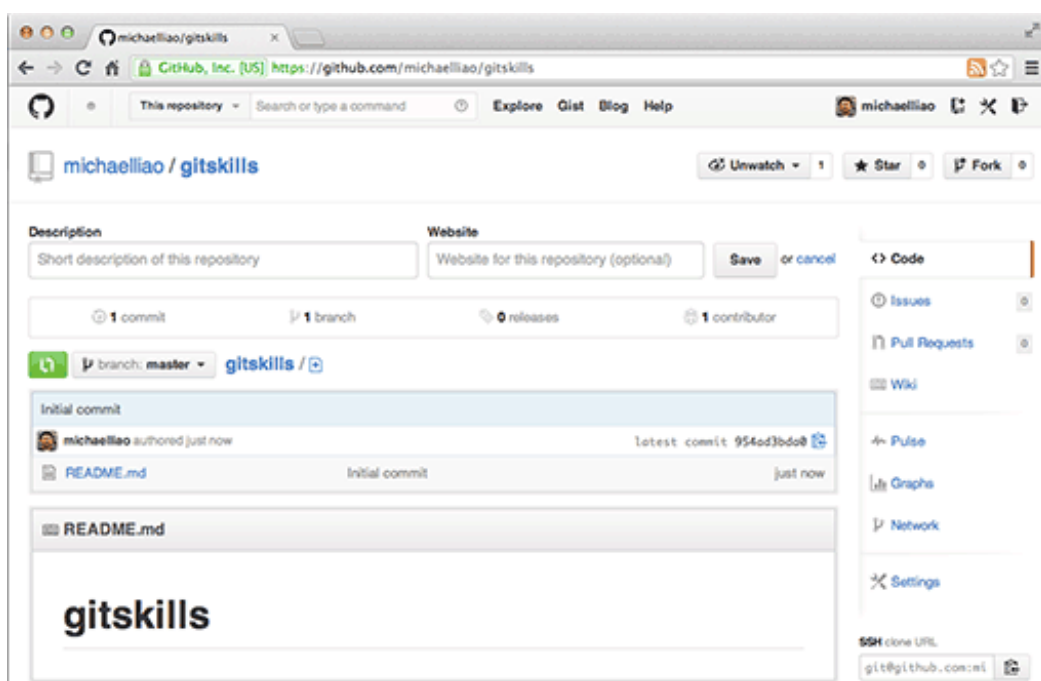 michaelliao/gitskills
GitHub, Inc. [US] https://github.com/michaelliao/gitskills
This repository Search or type a command Explore Gist Blog Help michaelliao
michaelliao / gitskills Unwatch 1 Star 0 Fork 0
Description Website
Short description of this repository Website for this repository (optional) Save or cancel
1 commit 1 branch 0 releases 1 contributor
branch: master gitskills /
Initial commit
michaelliao authored just now latest commit 954ad3bda0
README.md Initial commit just now
README.md
gitskills
Code
Issues 0
Pull Requests 0
Wiki
Pulse
Graphs
Network
Settings
SSH clone URL
git@github.com:mi